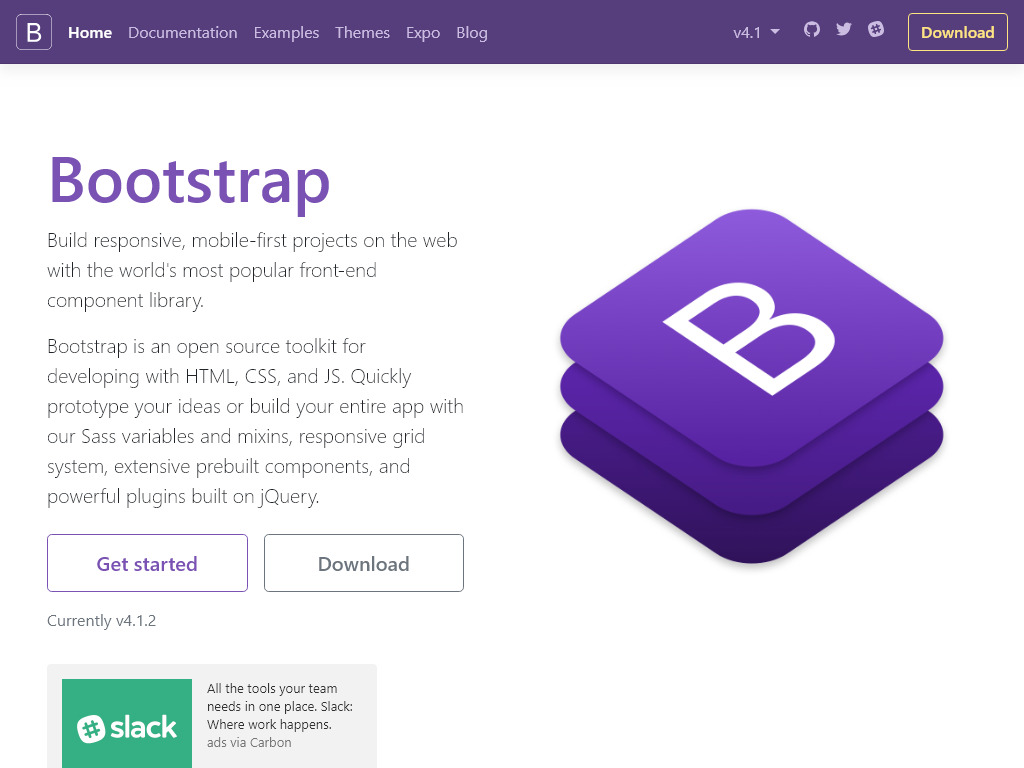 B Home Documentation Examples Themes Expo Blog v4.1 Download
Bootstrap
Build responsive, mobile-first projects on the web
with the world's most popular front-end
component library.
Bootstrap is an open source toolkit for
developing with HTML, CSS, and JS. Quickly
prototype your ideas or build your entire app with
our Sass variables and mixins, responsive grid
system, extensive prebuilt components, and
powerful plugins built on jQuery.
Get started Download
Currently v4.1.2
B
slack
All the tools your team
needs in one place. Slack:
Where work happens.
ads via Carbon